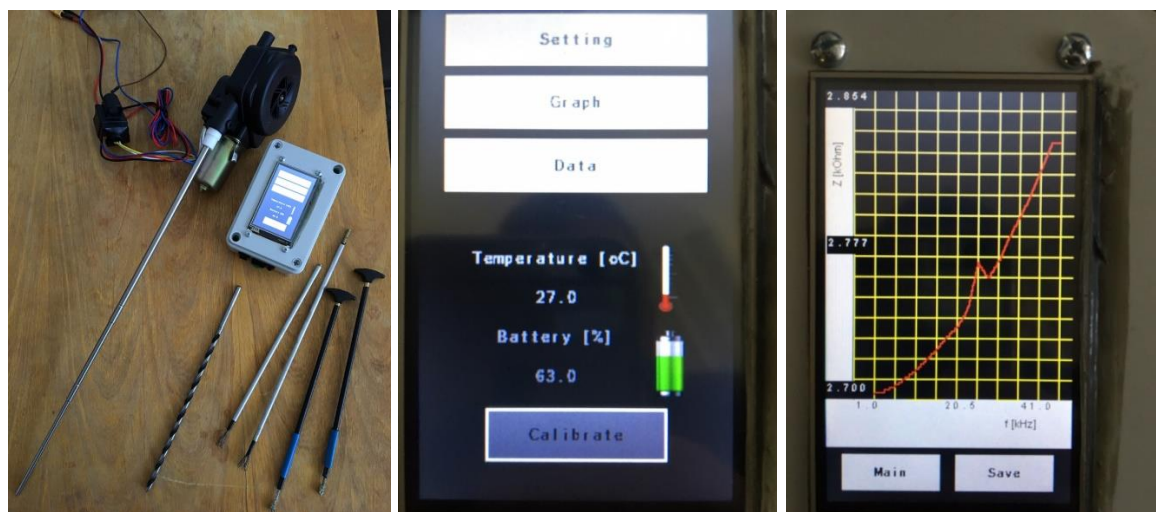 Setting
Graph
Data
Temperature [oC]
27.0
Battery [%]
63.0
Calibrate
2.854
Z [kOhm]
2.777
2.700
1.0 20.5 41.0
f [kHz]
Main Save